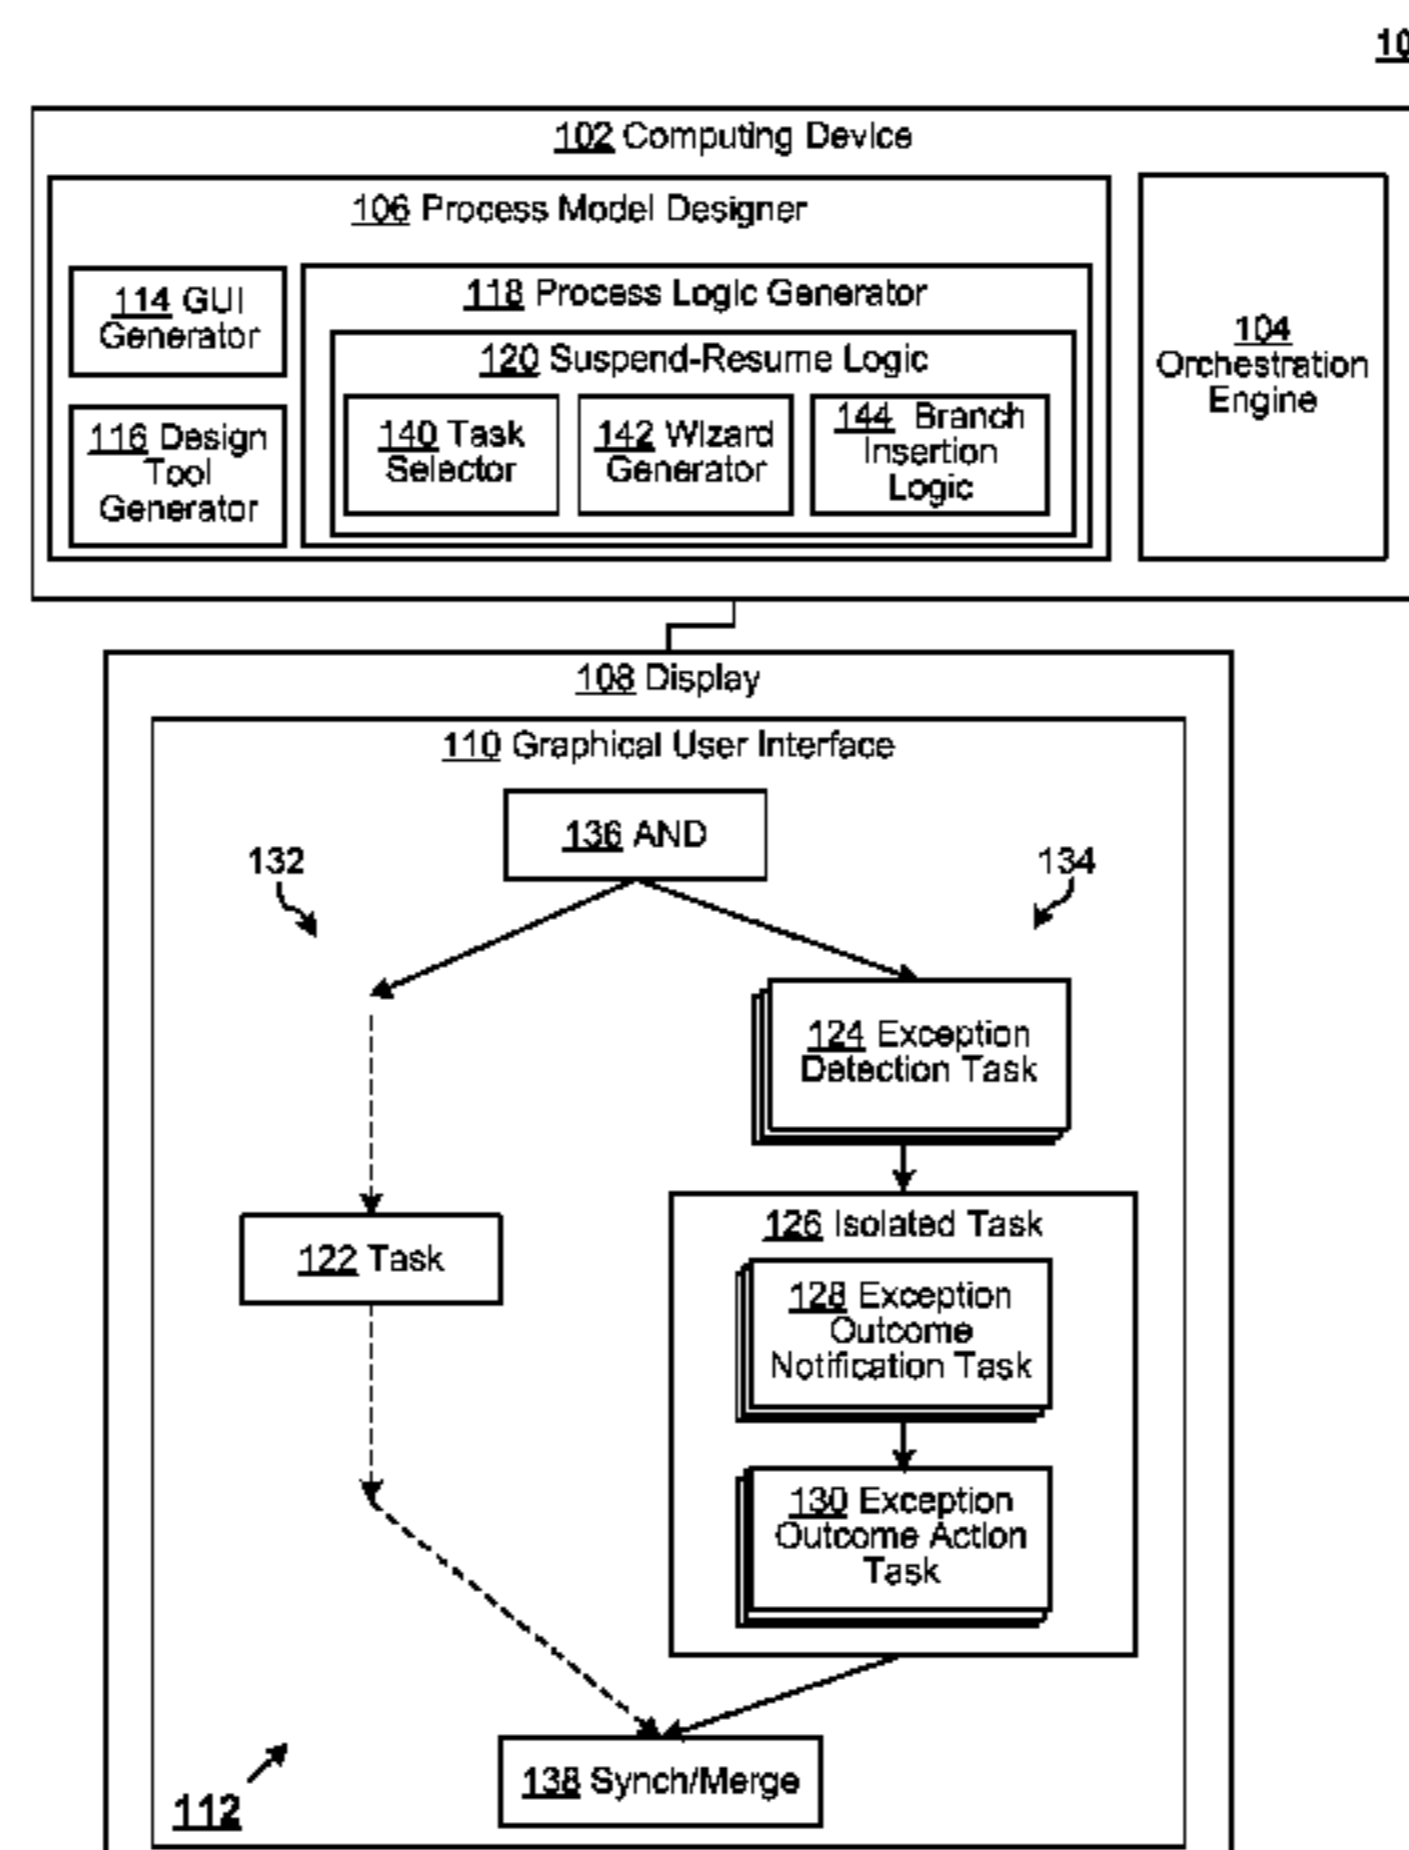 10
102 Computing Device
106 Process Model Designer
114 GUI
Generator
116 Design
Tool
Generator
118 Process Logic Generator
120 Suspend-Resume Logic
140 Task
Selector
142 Wizard
Generator
144 Branch
Insertion
Logic
104
Orchestration
Engine
108 Display
110 Graphical User Interface
136 AND
132
134
124 Exception
Detection Task
122 Task
126 Isolated Task
128 Exception
Outcome
Notification Task
130 Exception
Outcome Action
Task
138 Synch/Merge
112